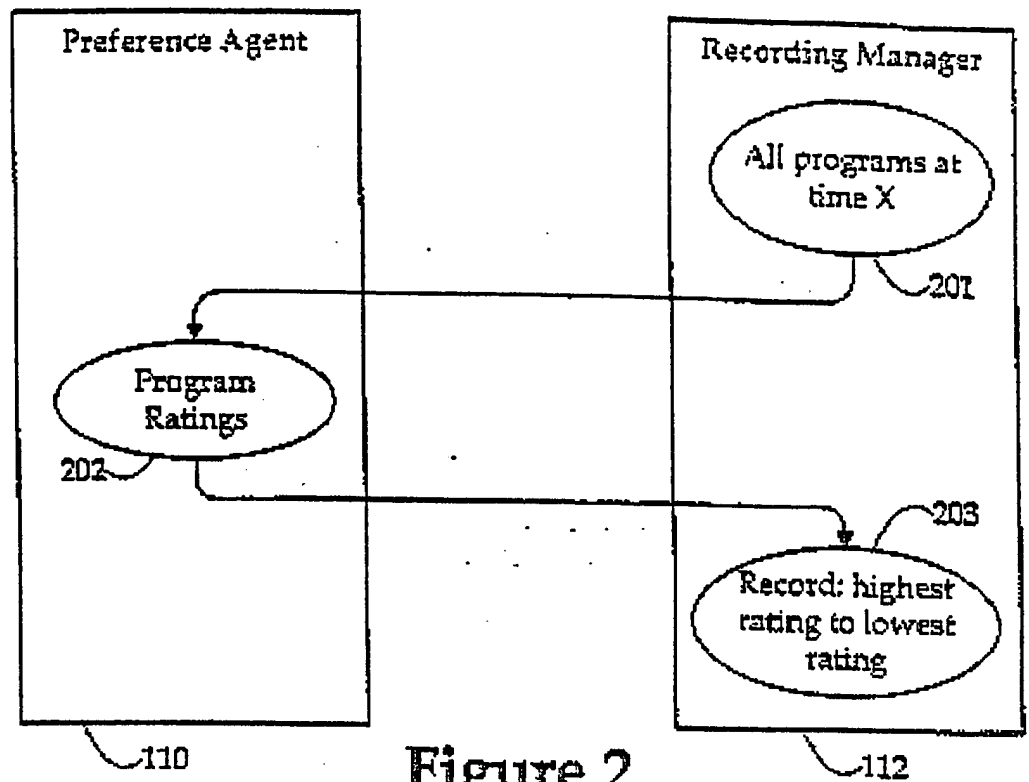 Preference Agent
Recording Manager
All programs at
time X
201
Program
Ratings
202
203
Record: highest
rating to lowest
rating
110
112
Figure 2